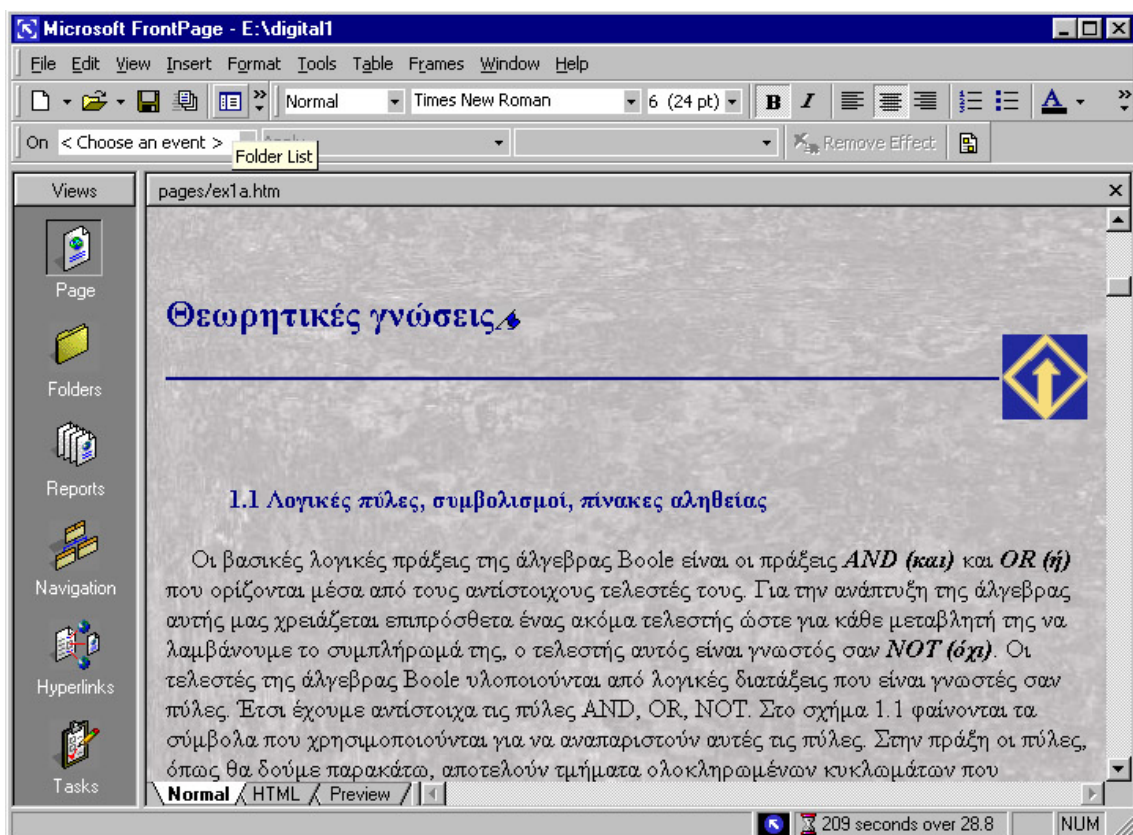 Microsoft FrontPage - E:\digital1
File Edit View Insert Format Tools Table Frames Window Help
Normal Times New Roman 6 (24 pt) B I A
On < Choose an event > Remove Effect
Folder List
Views pages/ex1a.htm
Page
Folders
Reports
Navigation
Hyperlinks
Tasks
Θεωρητικές γνώσεις
1.1 Λογικές πύλες, συμβολισμοί, πίνακες αληθείας
Οι βασικές λογικές πράξεις της άλγεβρας Boole είναι οι πράξεις AND (και) και OR (ή)
που ορίζονται μέσα από τους αντίστοιχους τελεστές τους. Για την ανάπτυξη της άλγεβρας
αυτής μας χρειάζεται επιπρόσθετα ένας ακόμα τελεστής ώστε για κάθε μεταβλητή της να
λαμβάνουμε το συμπλήρωμά της, ο τελεστής αυτός είναι γνωστός σαν NOT (όχι). Οι
τελεστές της άλγεβρας Boole υλοποιούνται από λογικές διατάξεις που είναι γνωστές σαν
πύλες. Έτσι έχουμε αντίστοιχα τις πύλες AND, OR, NOT. Στο σχήμα 1.1 φαίνονται τα
σύμβολα που χρησιμοποιούνται για να αναπαριστούν αυτές τις πύλες. Στην πράξη οι πύλες,
όπως θα δούμε παρακάτω, αποτελούν τμήματα ολοκληρωμένων κυκλωμάτων που
Normal HTML Preview
209 seconds over 28.8 NUM